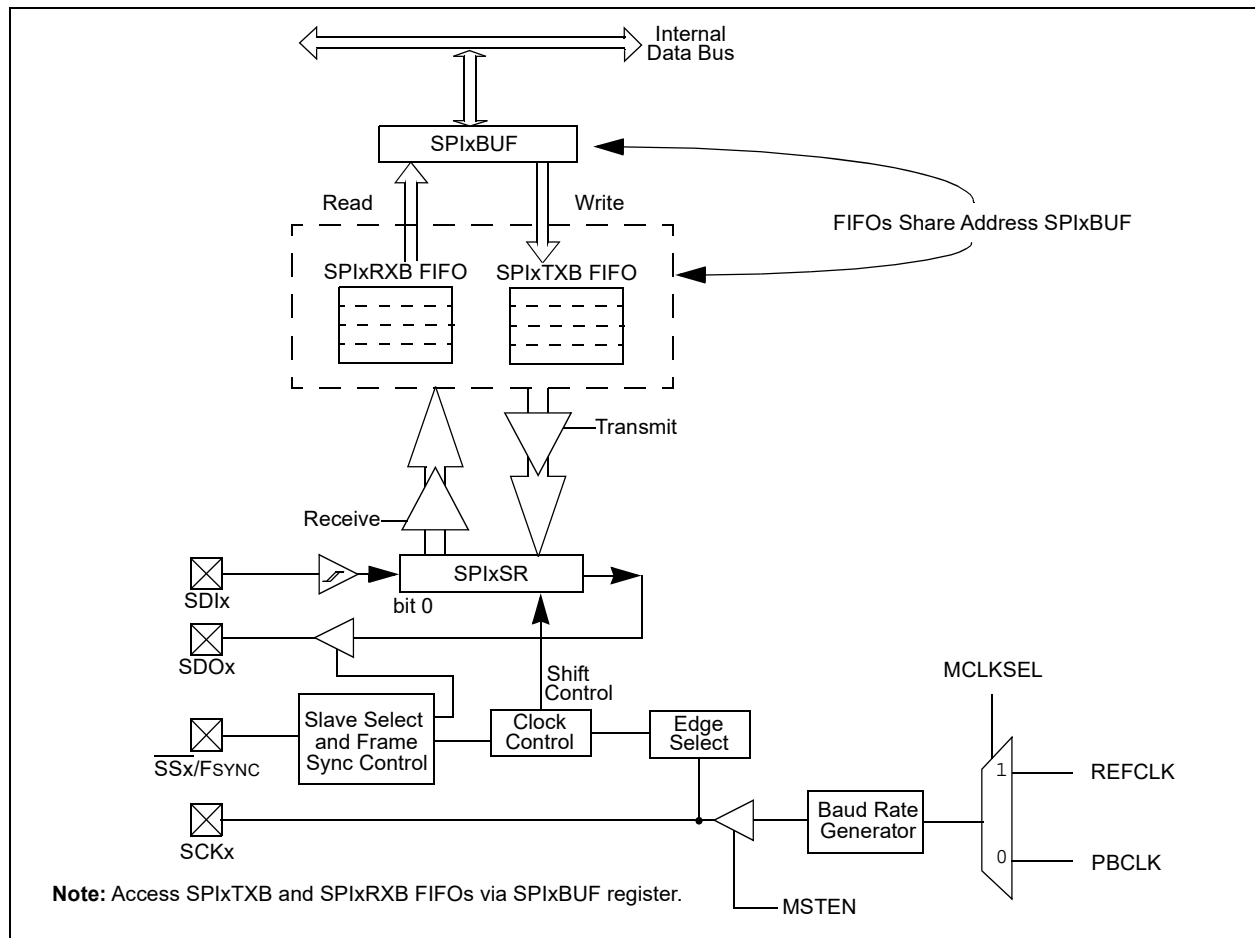 Internal
Data Bus
SPIxBUF
Read
Write
FIFOs Share Address SPIxBUF
SPIxRXB FIFO
SPIxTXB FIFO
Transmit
Receive
SPIxSR
bit 0
SDIx
SDOx
Shift
Control
MCLKSEL
Slave Select
and Frame
Sync Control
Clock
Control
Edge
Select
SSx/FSYNC
1
REFCLK
Baud Rate
Generator
SCKx
0
PBCLK
Note: Access SPIxTXB and SPIxRXB FIFOs via SPIxBUF register.
MSTEN